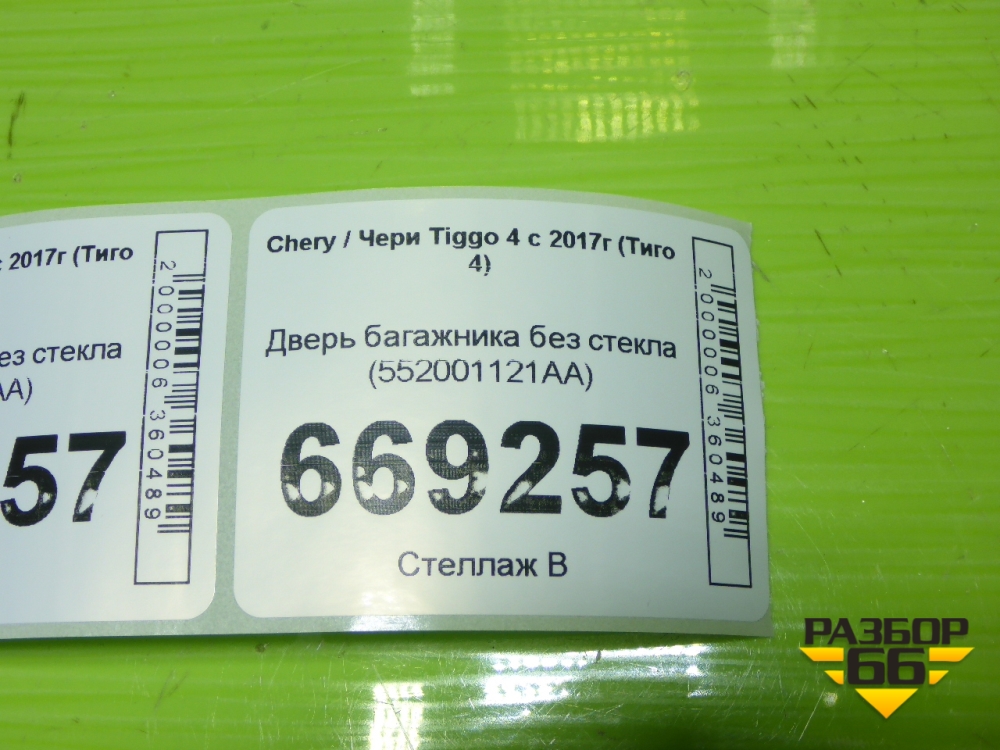 с 2017г (Тиго
без стекла
АА)
57
2000006360489
Chery / Чери Tiggo 4 с 2017г (Тиго
4)
Дверь багажника без стекла
(552001121AA)
669257
Стеллаж В
2000006360489
РАЗБОР
66